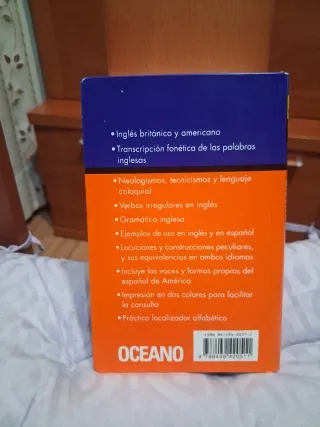 • Inglés británico y americano
• Transcripción fonética de las palabras
inglesas
• Neologismos, tecnicismos y lenguaje
coloquial
• Verbos irregulares en inglés
• Gramática inglesa
• Ejemplos de uso en inglés y en español
• Locuciones y construcciones peculiares,
y sus equivalencias en ambos idiomas
• Incluye las voces y formas propias del
español de América
• Impresión en dos colores para facilitar
la consulta
• Práctico localizador alfabético
OCEANO